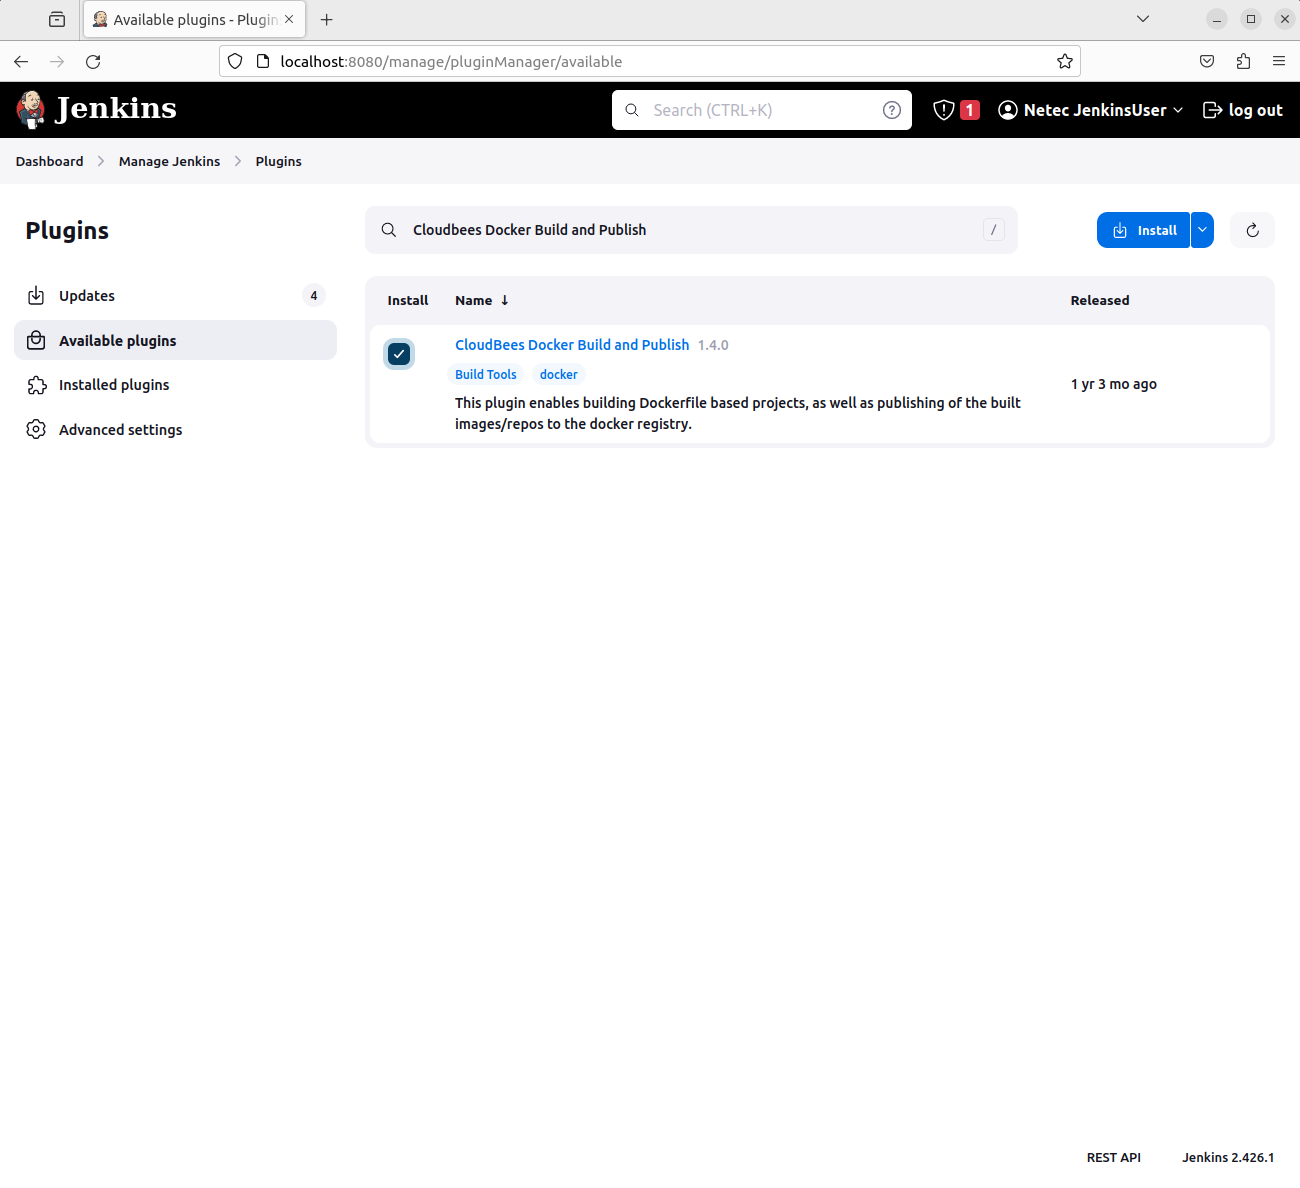 Available plugins - Plugin
localhost:8080/manage/pluginManager/available
Jenkins
Search (CTRL+K)
1
Netec JenkinsUser
log out
Dashboard
Manage Jenkins
Plugins
Plugins
Cloudbees Docker Build and Publish
/
Install
Updates
4
Available plugins
Installed plugins
Advanced settings
Install
Name ↓
Released
CloudBees Docker Build and Publish 1.4.0
Build Tools
docker
This plugin enables building Dockerfile based projects, as well as publishing of the built
images/repos to the docker registry.
1 yr 3 mo ago
REST API
Jenkins 2.426.1